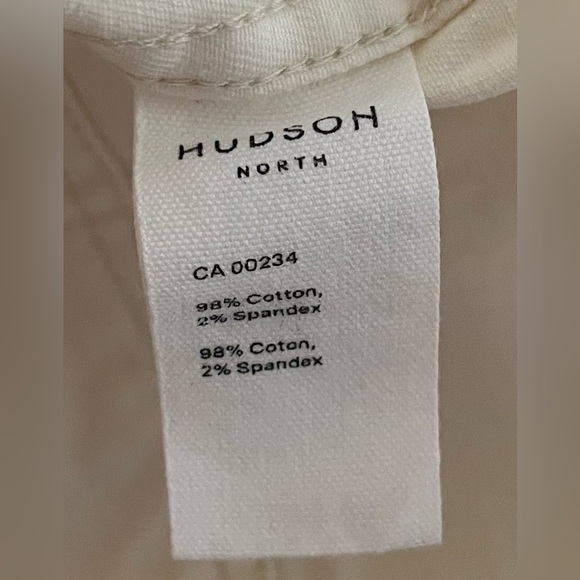 HUDSON
NORTH
CA 00234
98% Cotton,
2% Spandex
98% Coton,
2% Spandex